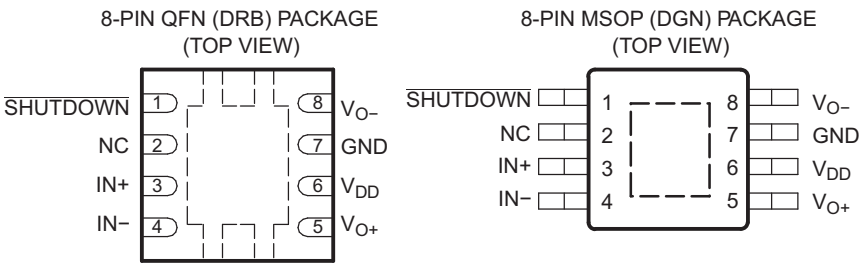 8-PIN QFN (DRB) PACKAGE
(TOP VIEW)
SHUTDOWN 1 8 VO−
NC 2 7 GND
IN+ 3 6 VDD
IN− 4 5 VO+
8-PIN MSOP (DGN) PACKAGE
(TOP VIEW)
SHUTDOWN 1 8 VO−
NC 2 7 GND
IN+ 3 6 VDD
IN− 4 5 VO+